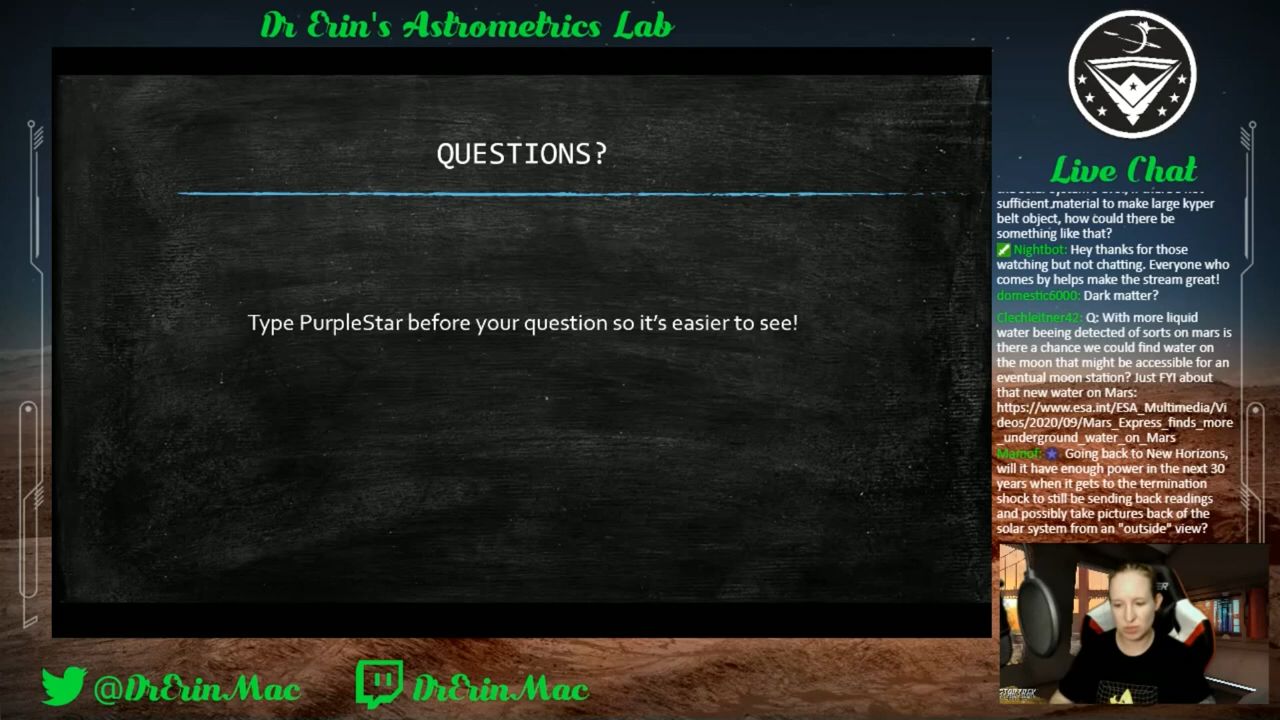 Dr Erin's Astrometrics Lab
QUESTIONS?
Type PurpleStar before your question so it's easier to see!
Live Chat
sufficient material to make large kyper
belt object, how could there be
something like that?
Nightbot: Hey thanks for those
watching but not chatting. Everyone who
comes by helps make the stream great!
domestic6000: Dark matter?
Clechleitner42: Q: With more liquid
water beeing detected of sorts on mars is
there a chance we could find water on
the moon that might be accessible for an
eventual moon station? Just FYI about
that new water on Mars:
https://www.esa.int/ESA_Multimedia/Vi
deos/2020/09/Mars_Express_finds_more
_underground_water_on_Mars
Going back to New Horizons,
will it have enough power in the next 30
years when it gets to the termination
shock to still be sending back readings
and possibly take pictures back of the
solar system from an "outside" view?
@DrErinMac
DrErinMac